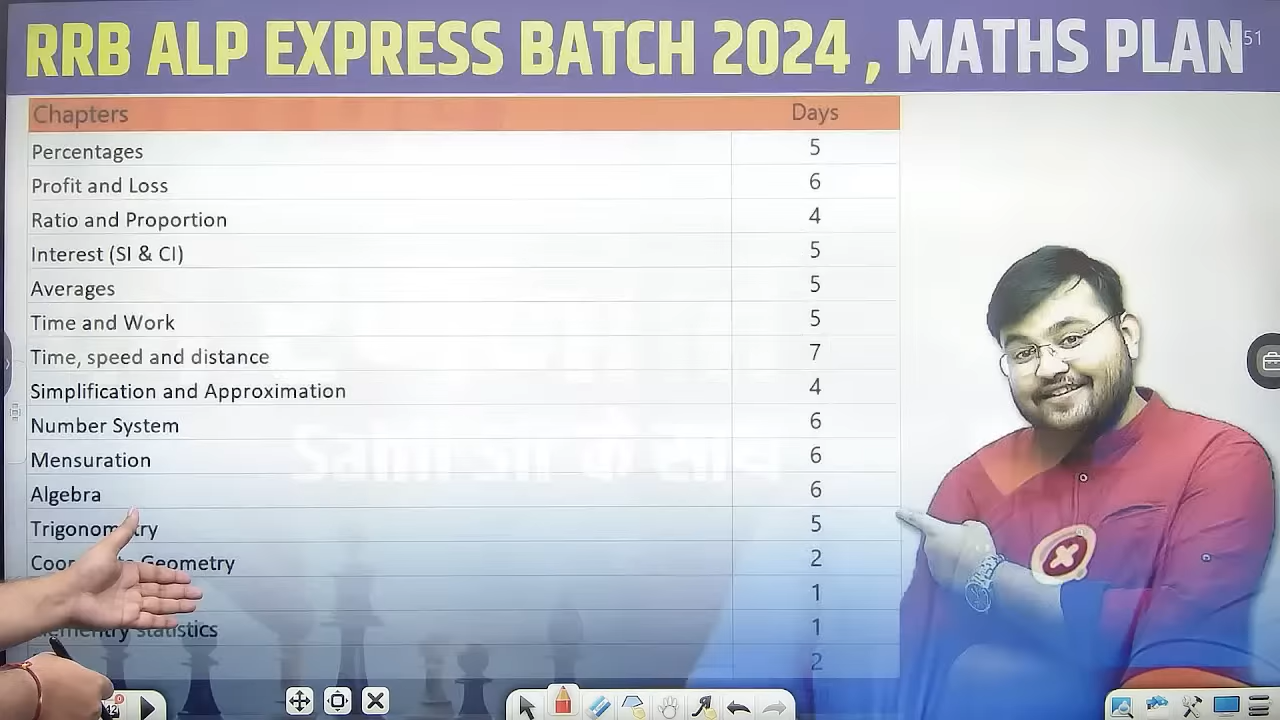 RRB ALP EXPRESS BATCH 2024 , MATHS PLAN
51
Chapters Days
Percentages 5
Profit and Loss 6
Ratio and Proportion 4
Interest (SI & CI) 5
Averages 5
Time and Work 5
Time, speed and distance 7
Simplification and Approximation 4
Number System 6
Mensuration 6
Algebra 6
Trigonometry 5
Coordinate Geometry 2
1
statistics 1
2